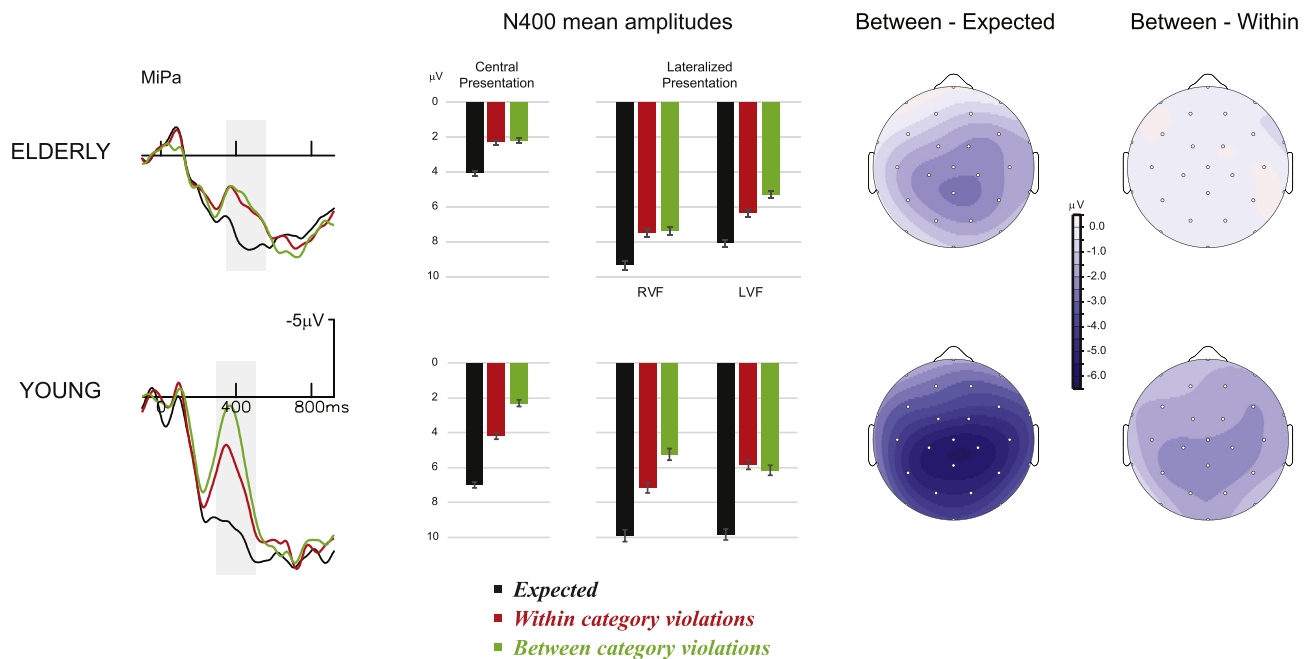 N400 mean amplitudes
Between - Expected
Between - Within
MiPa
μV
Central
Presentation
Lateralized
Presentation
ELDERLY
0
2
4
6
8
10
RVF
LVF
μV
0.0
-1.0
-2.0
-3.0
-4.0
-5.0
-6.0
-5μV
YOUNG
0
400
800ms
0
2
4
6
8
10
Expected
Within category violations
Between category violations